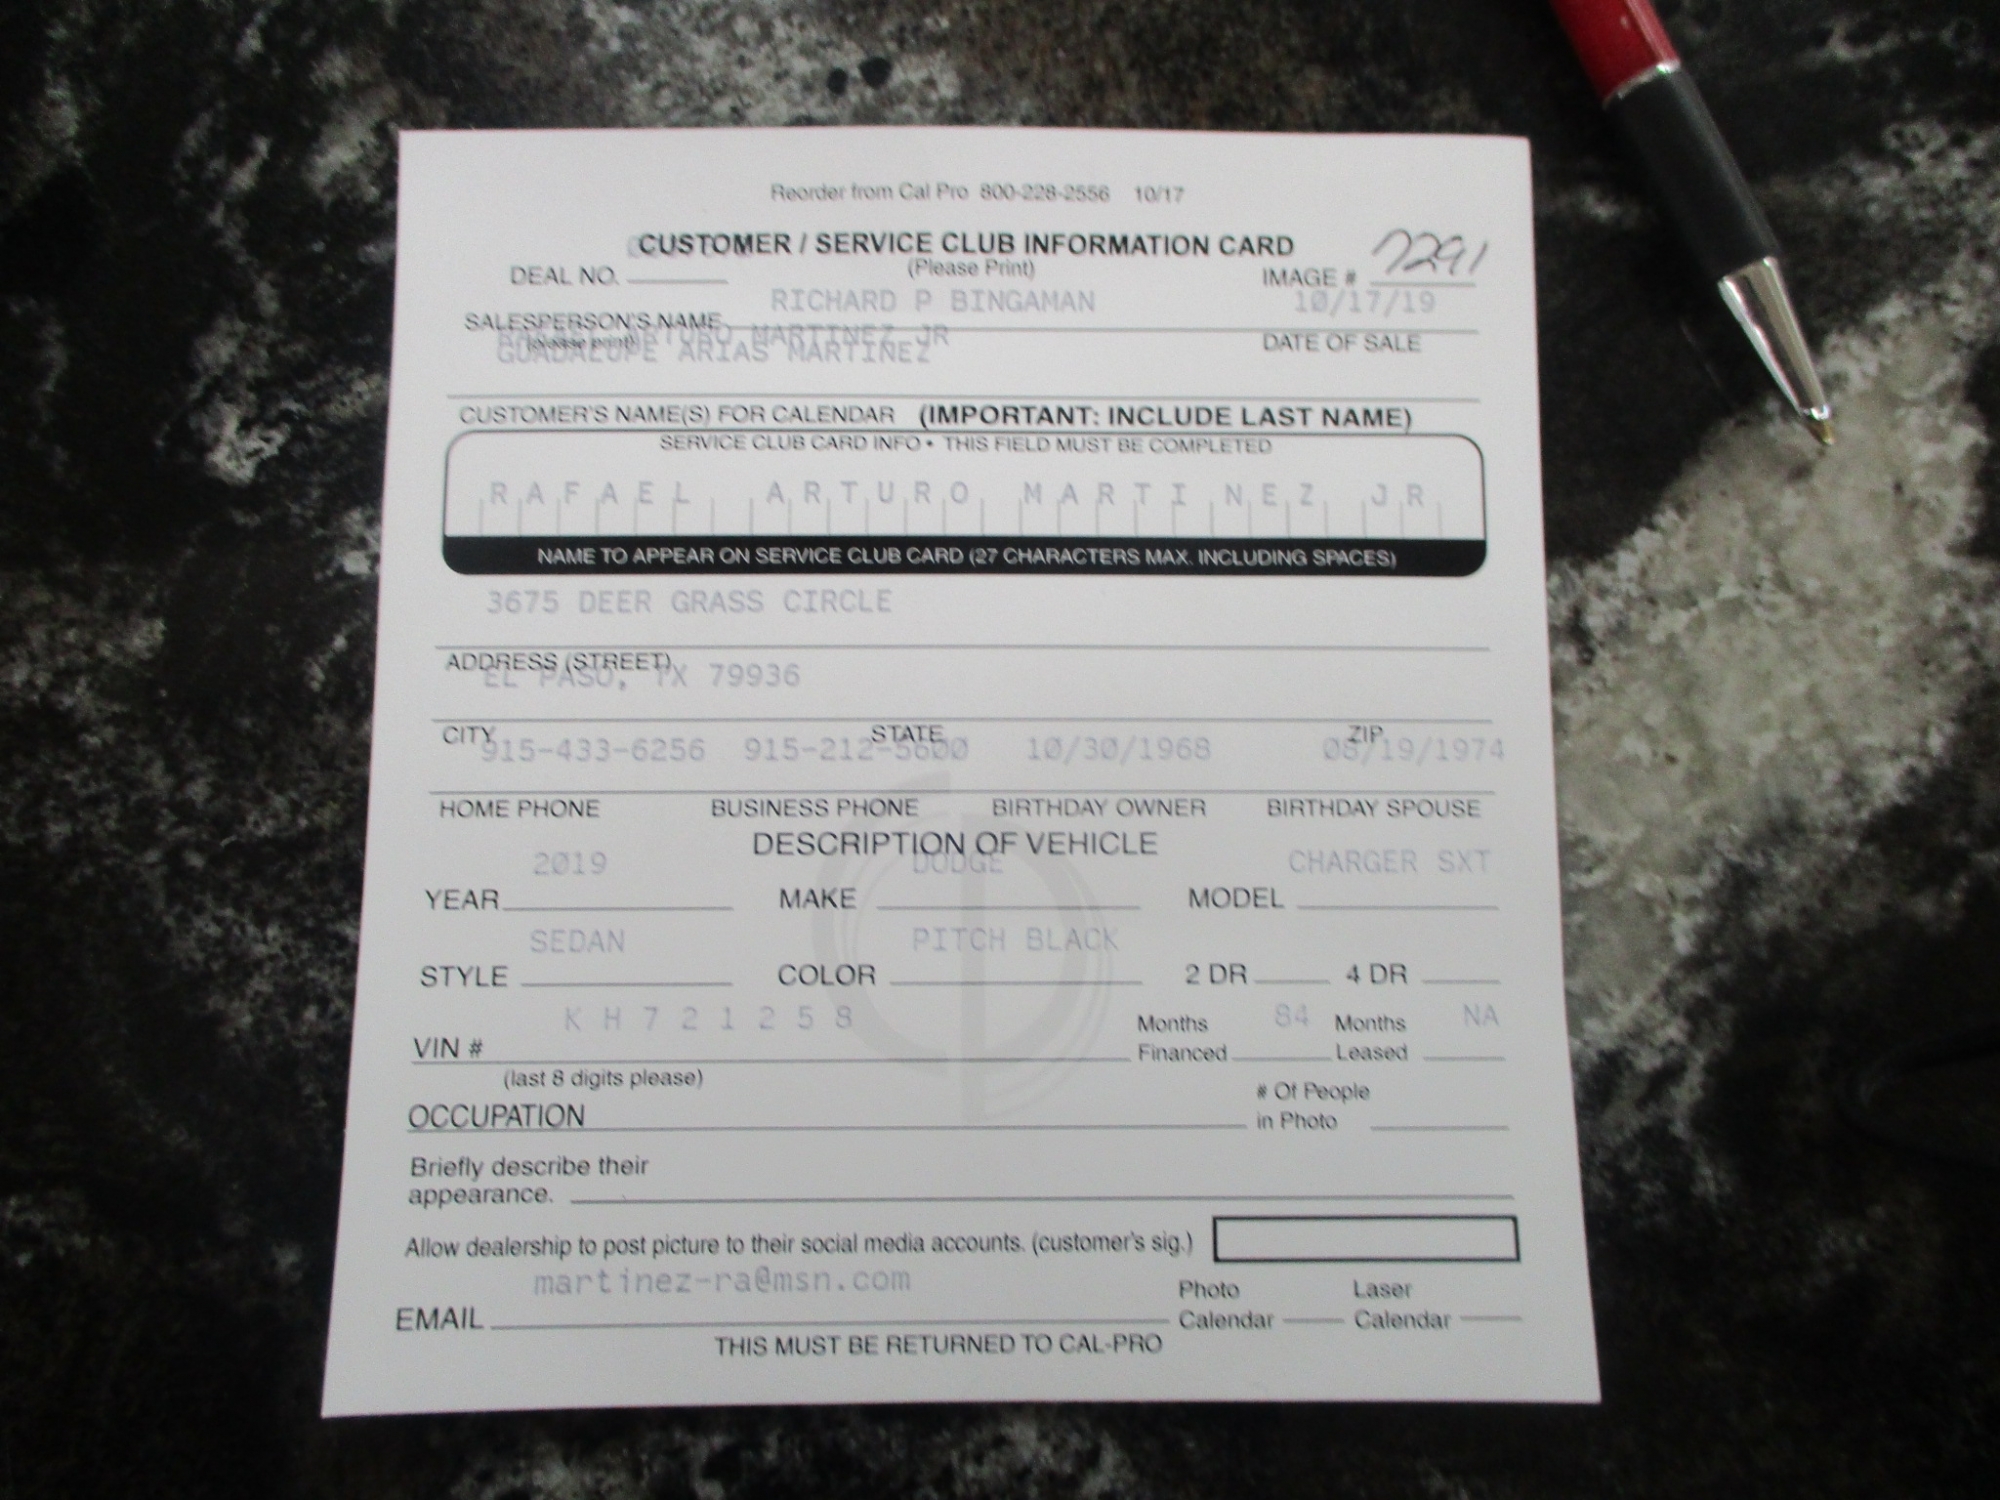 Reorder from Cal Pro 800-228-2556 10/17
CUSTOMER / SERVICE CLUB INFORMATION CARD
(Please Print)
DEAL NO.
IMAGE # 7291
RICHARD P BINGAMAN 10/17/19
SALESPERSON'S NAME
(please print)
DATE OF SALE
ARTURO MARTINEZ JR
GUADALUPE ARIAS MARTINEZ
CUSTOMER'S NAME(S) FOR CALENDAR (IMPORTANT: INCLUDE LAST NAME)
SERVICE CLUB CARD INFO • THIS FIELD MUST BE COMPLETED
RAFAEL ARTURO MARTINEZ JR
NAME TO APPEAR ON SERVICE CLUB CARD (27 CHARACTERS MAX. INCLUDING SPACES)
3675 DEER GRASS CIRCLE
ADDRESS (STREET)
EL PASO, TX 79936
CITY STATE ZIP
915-433-6256 915-212-5600 10/30/1968 08/19/1974
HOME PHONE BUSINESS PHONE BIRTHDAY OWNER BIRTHDAY SPOUSE
DESCRIPTION OF VEHICLE
2019 DODGE CHARGER SXT
YEAR MAKE MODEL
SEDAN PITCH BLACK
STYLE COLOR 2 DR 4 DR
KH721258 84 NA
VIN # Months Financed Months Leased
(last 8 digits please)
OCCUPATION # Of People in Photo
Briefly describe their
appearance.
Allow dealership to post picture to their social media accounts. (customer's sig.)
martinez-ra@msn.com
EMAIL Photo Calendar Laser Calendar
THIS MUST BE RETURNED TO CAL-PRO